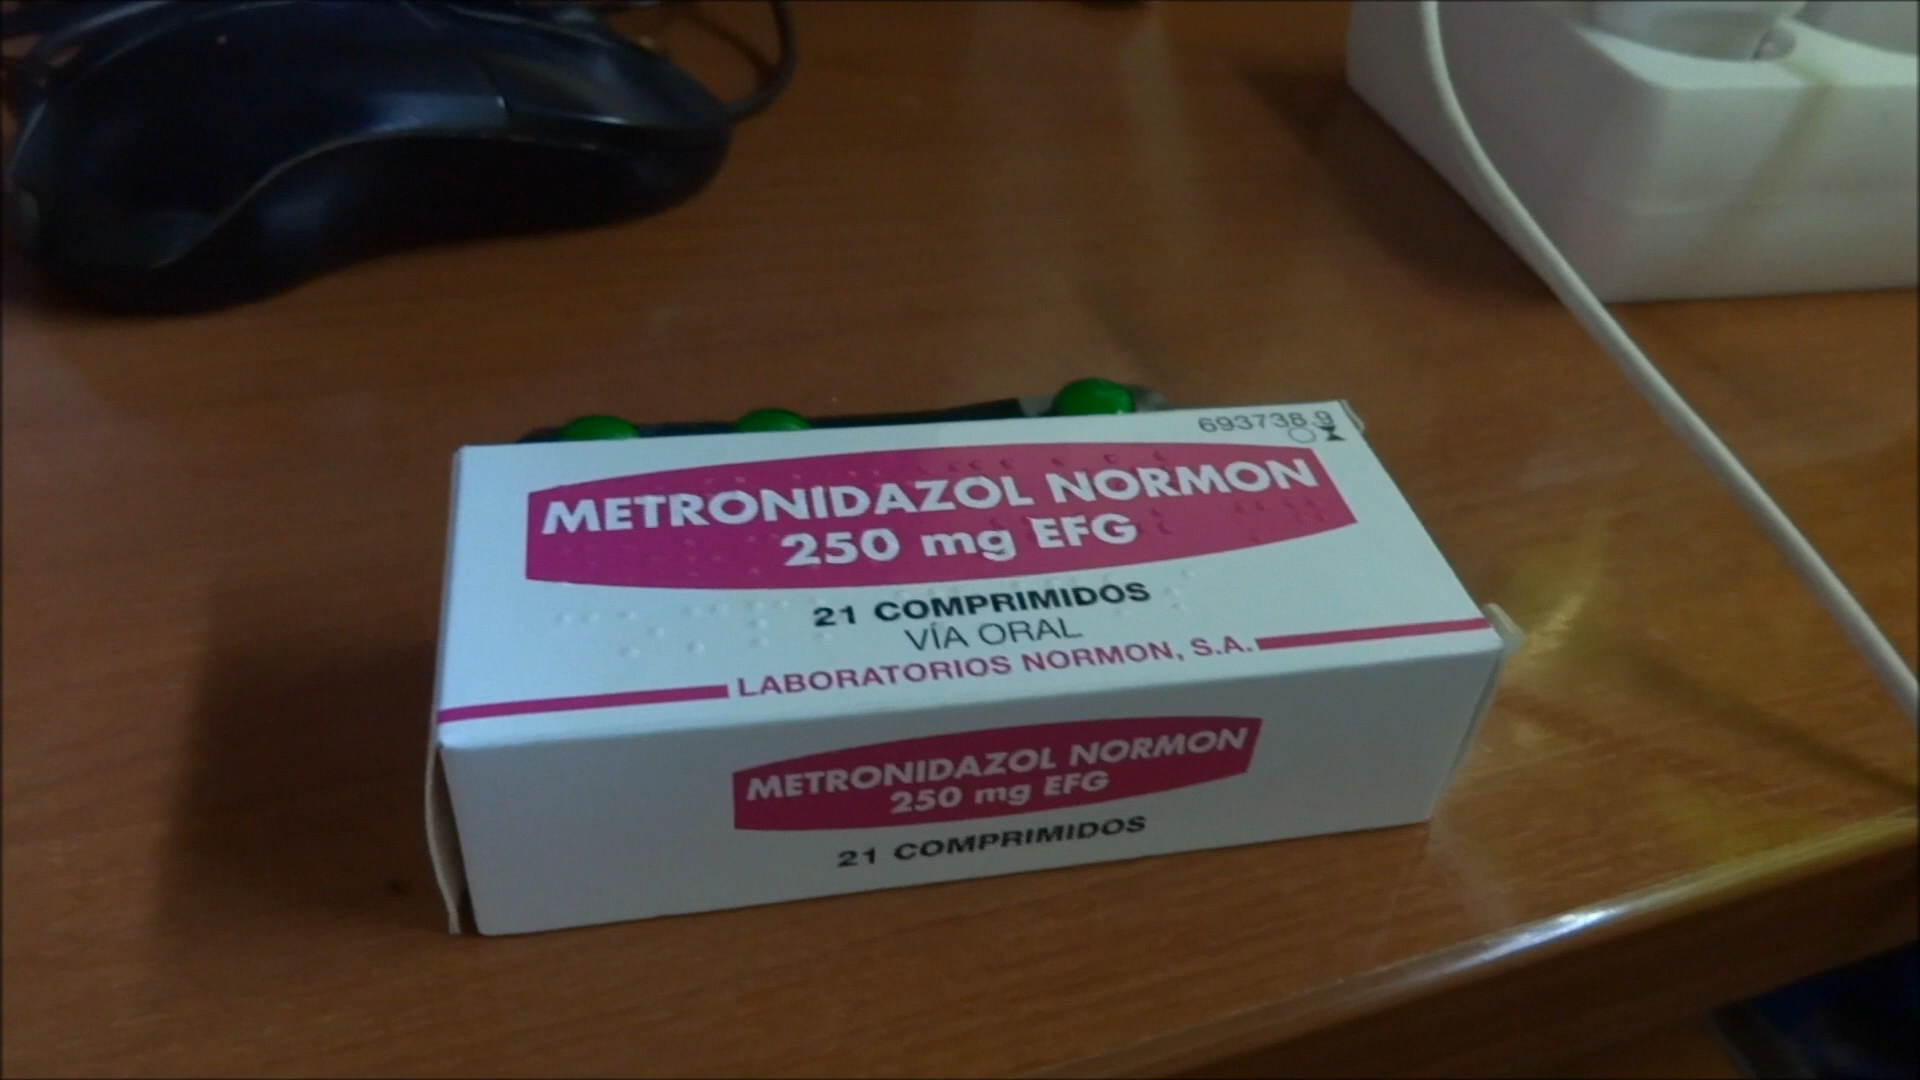 693738.9
METRONIDAZOL NORMON
250 mg EFG
21 COMPRIMIDOS
VÍA ORAL
LABORATORIOS NORMON, S.A.
METRONIDAZOL NORMON
250 mg EFG
21 COMPRIMIDOS